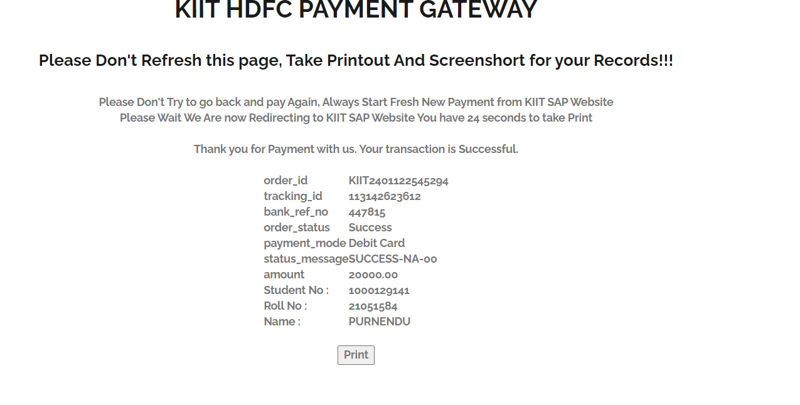 KIIT HDFC PAYMENT GATEWAY
Please Don't Refresh this page, Take Printout And Screenshort for your Records!!!
Please Don't Try to go back and pay Again, Always Start Fresh New Payment from KIIT SAP Website
Please Wait We Are now Redirecting to KIIT SAP Website You have 24 seconds to take Print
Thank you for Payment with us. Your transaction is Successful.
order_id KIIT2401122545294
tracking_id 113142623612
bank_ref_no 447815
order_status Success
payment_mode Debit Card
status_message SUCCESS-NA-00
amount 20000.00
Student No : 1000129141
Roll No : 21051584
Name : PURNENDU
Print